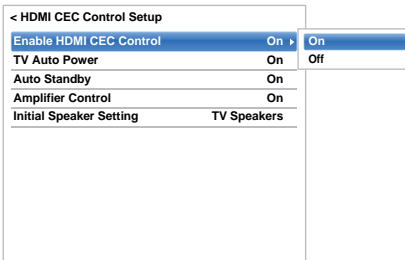 < HDMI CEC Control Setup
Enable HDMI CEC Control On On
TV Auto Power On Off
Auto Standby On
Amplifier Control On
Initial Speaker Setting TV Speakers